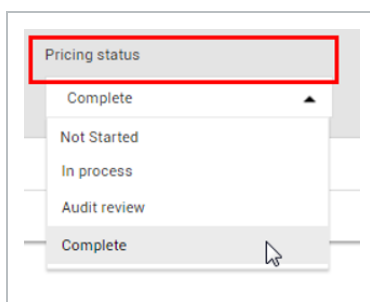 Pricing status
Complete
Not Started
In process
Audit review
Complete